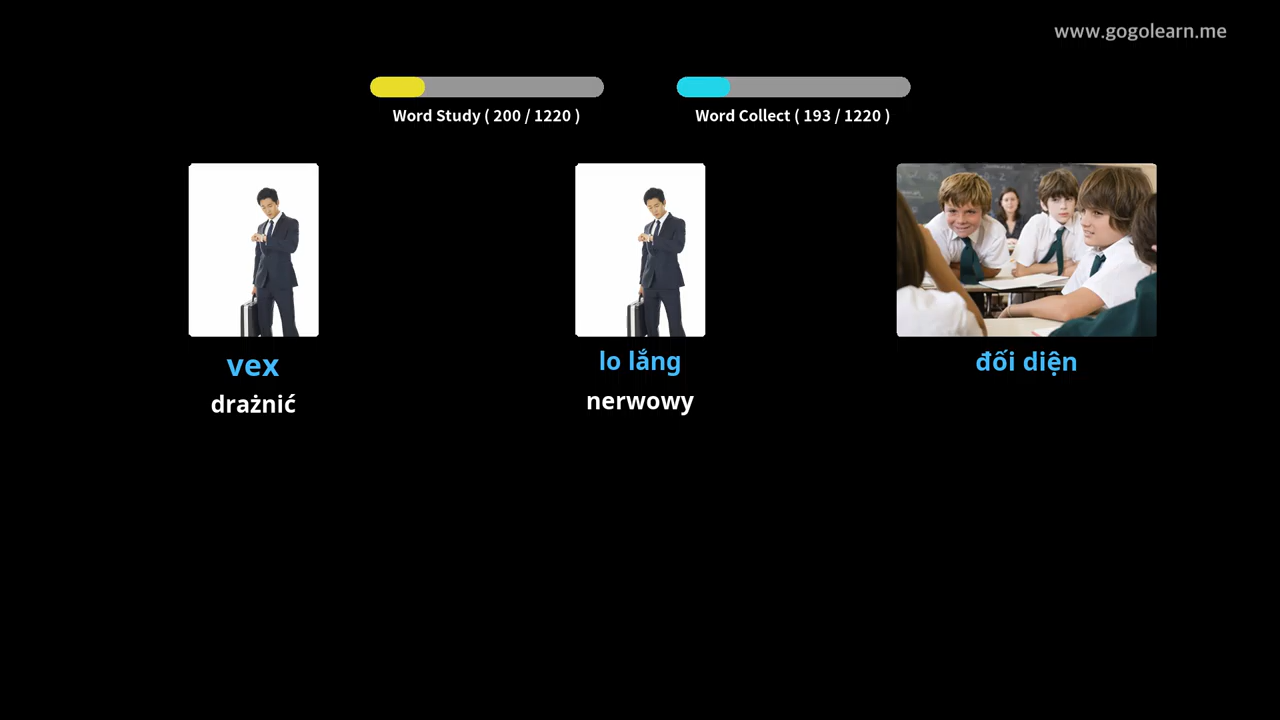 www.gogolearn.me
Word Study ( 200 / 1220 )
Word Collect ( 193 / 1220 )
vex
drażnić
lo lắng
nerwowy
đối diện